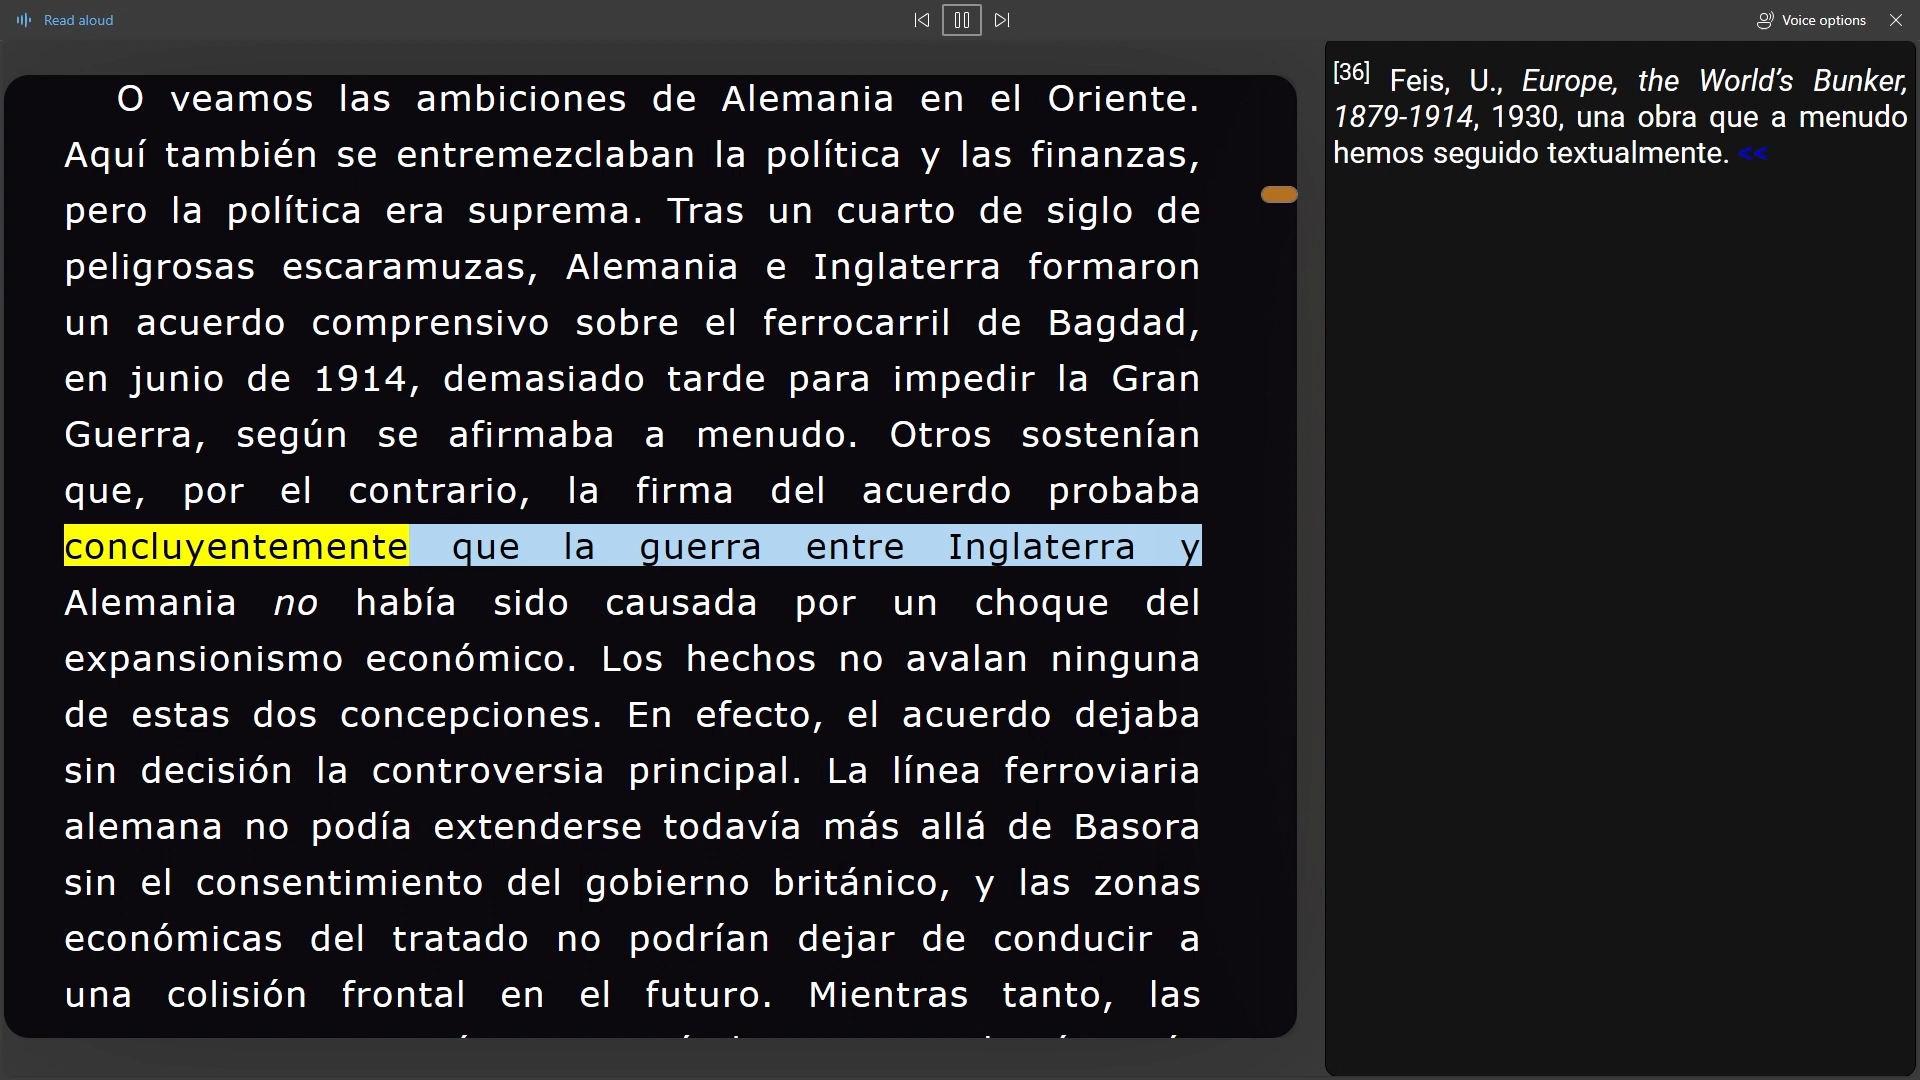 Read aloud
Voice options
O veamos las ambiciones de Alemania en el Oriente.
Aquí también se entremezclaban la política y las finanzas,
pero la política era suprema. Tras un cuarto de siglo de
peligrosas escaramuzas, Alemania e Inglaterra formaron
un acuerdo comprensivo sobre el ferrocarril de Bagdad,
en junio de 1914, demasiado tarde para impedir la Gran
Guerra, según se afirmaba a menudo. Otros sostenían
que, por el contrario, la firma del acuerdo probaba
concluyentemente que la guerra entre Inglaterra y
Alemania no había sido causada por un choque del
expansionismo económico. Los hechos no avalan ninguna
de estas dos concepciones. En efecto, el acuerdo dejaba
sin decisión la controversia principal. La línea ferroviaria
alemana no podía extenderse todavía más allá de Basora
sin el consentimiento del gobierno británico, y las zonas
económicas del tratado no podrían dejar de conducir a
una colisión frontal en el futuro. Mientras tanto, las
[36] Feis, U., Europe, the World's Bunker,
1879-1914, 1930, una obra que a menudo
hemos seguido textualmente. <<